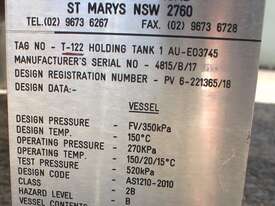 ST MARYS NSW 2760
TEL.(02) 9673 6267 FAX. (02) 9673 6728
TAG NO - T-122 HOLDING TANK 1 AU-E03745
MANUFACTURER'S SERIAL NO - 4815/B/17
DESIGN REGISTRATION NUMBER - PV 6-221365/18
DESIGN DATA:-
VESSEL
DESIGN PRESSURE - FV/350kPa
DESIGN TEMP. - 150°C
OPERATING PRESSURE - 270KPa
OPERATING TEMP. - 150/20/15°C
TEST PRESSURE - 520kPa
DESIGN CODE - AS1210-2010
CLASS - 2B
HAZARD LEVEL - B
VESSEL CONTENTS